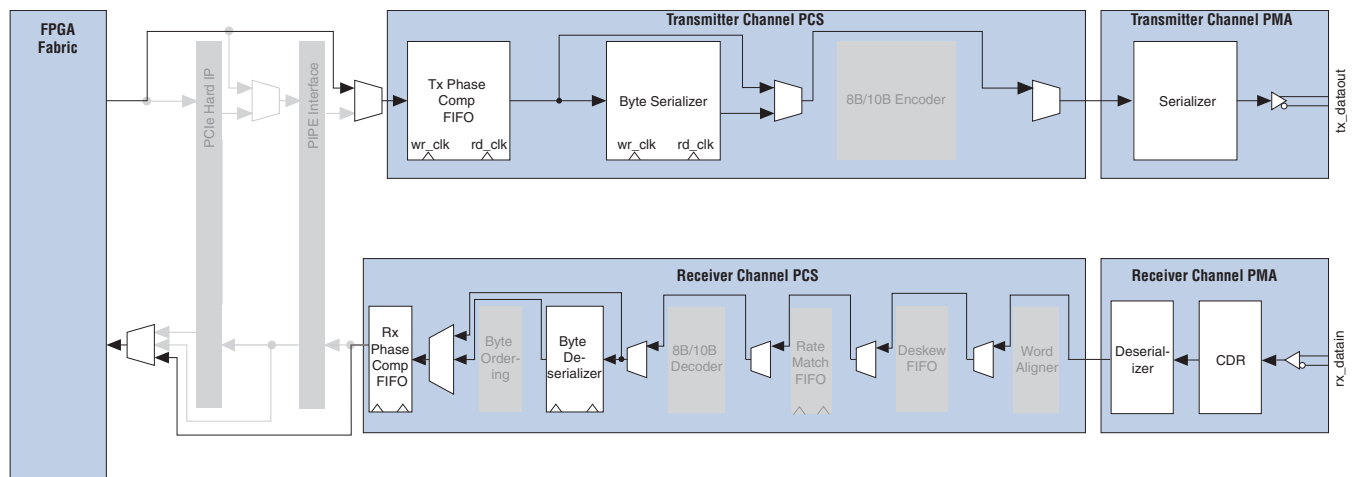 FPGA
Fabric
Transmitter Channel PCS
Transmitter Channel PMA
PCIe Hard IP
PIPE Interface
Tx Phase
Comp
FIFO
wr_clk
rd_clk
Byte Serializer
wr_clk
rd_clk
8B/10B Encoder
Serializer
tx_dataout
Receiver Channel PCS
Receiver Channel PMA
Rx
Phase
Comp
FIFO
Byte
Order-
ing
Byte
De-
serializer
8B/10B
Decoder
Rate
Match
FIFO
Deskew
FIFO
Word
Aligner
Deserial-
izer
CDR
rx_datain